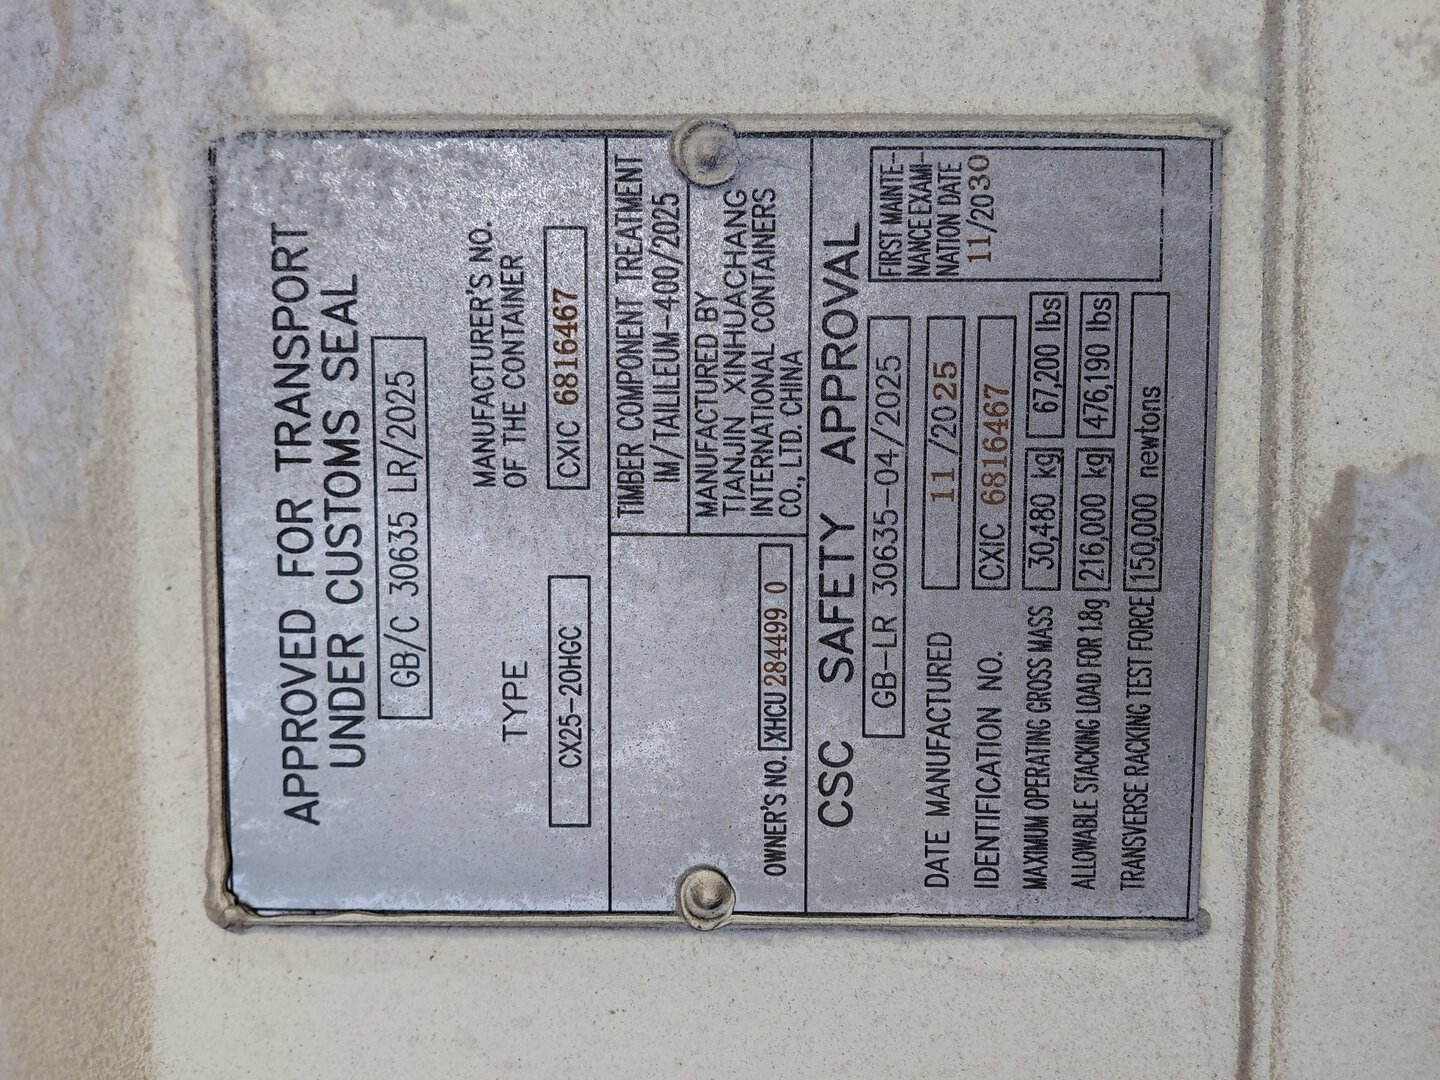 APPROVED FOR TRANSPORT
UNDER CUSTOMS SEAL
GB/C 30635 LR/2025
TYPE
CX25-20HGC
MANUFACTURER'S NO.
OF THE CONTAINER
CXIC 6816467
TIMBER COMPONENT TREATMENT
IM/TAILILEUM-400/2025
MANUFACTURED BY
TIANJIN XINHUACHANG
INTERNATIONAL CONTAINERS
CO., LTD. CHINA
OWNER'S NO. XHCU 284499 0
CSC SAFETY APPROVAL
GB-LR 30635-04/2025
FIRST MAINTE-
NANCE EXAMI-
NATION DATE
11/2030
DATE MANUFACTURED 11/2025
IDENTIFICATION NO. CXIC 6816467
MAXIMUM OPERATING GROSS MASS 30,480 kg 67,200 lbs
ALLOWABLE STACKING LOAD FOR 1.8g 216,000 kg 476,190 lbs
TRANSVERSE RACKING TEST FORCE 150,000 newtons